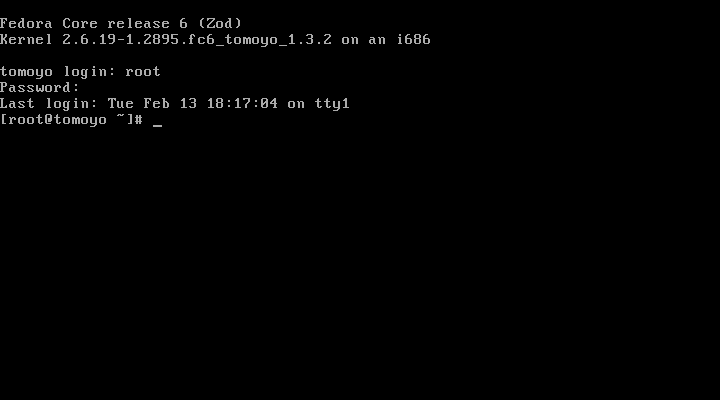 Fedora Core release 6 (Zod)
Kernel 2.6.19-1.2895.fc6_tomoyo_1.3.2 on an i686
tomoyo login: root
Password:
Last login: Tue Feb 13 18:17:04 on tty1
[root@tomoyo ~]# _